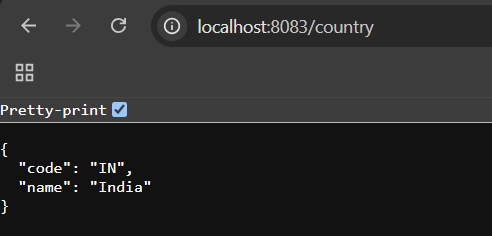 localhost:8083/country
Pretty-print
{
  "code": "IN",
  "name": "India"
}